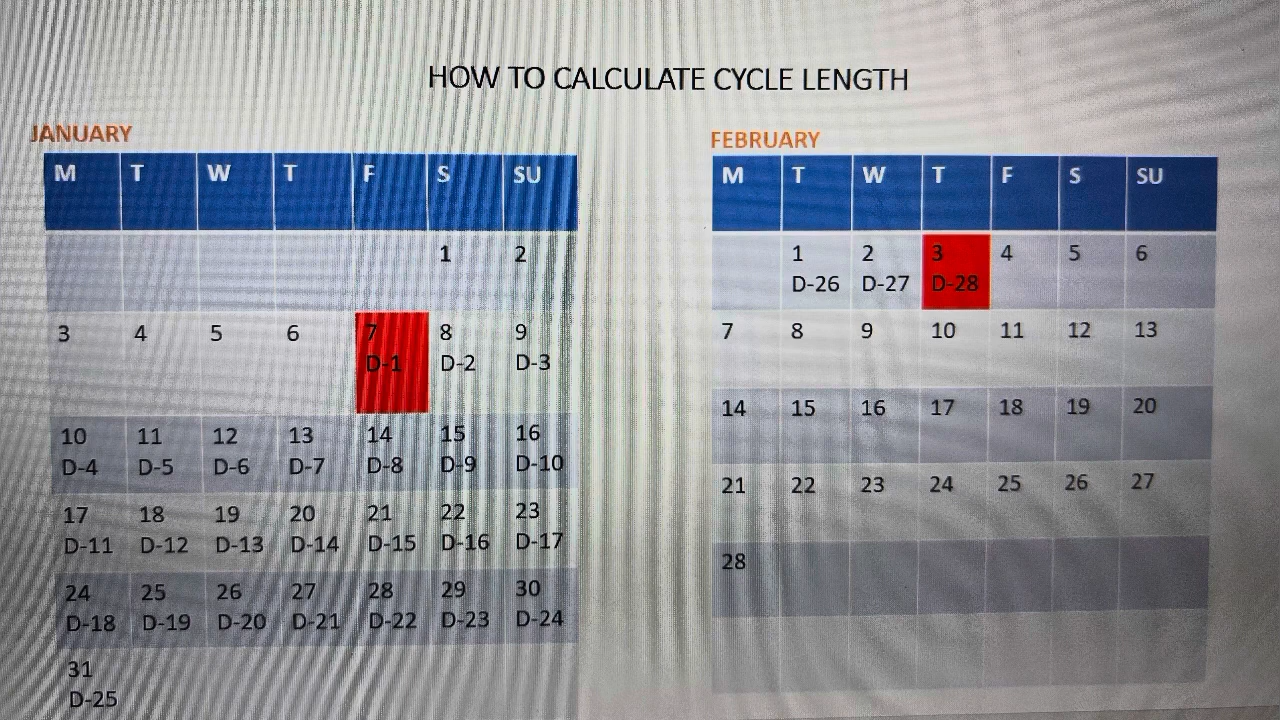 HOW TO CALCULATE CYCLE LENGTH
JANUARY
M T W T F S SU
1 2
3 4 5 6 7 8 9
D-1 D-2 D-3
10 11 12 13 14 15 16
D-4 D-5 D-6 D-7 D-8 D-9 D-10
17 18 19 20 21 22 23
D-11 D-12 D-13 D-14 D-15 D-16 D-17
24 25 26 27 28 29 30
D-18 D-19 D-20 D-21 D-22 D-23 D-24
31
D-25
FEBRUARY
M T W T F S SU
1 2 3 4 5 6
D-26 D-27 D-28
7 8 9 10 11 12 13
14 15 16 17 18 19 20
21 22 23 24 25 26 27
28